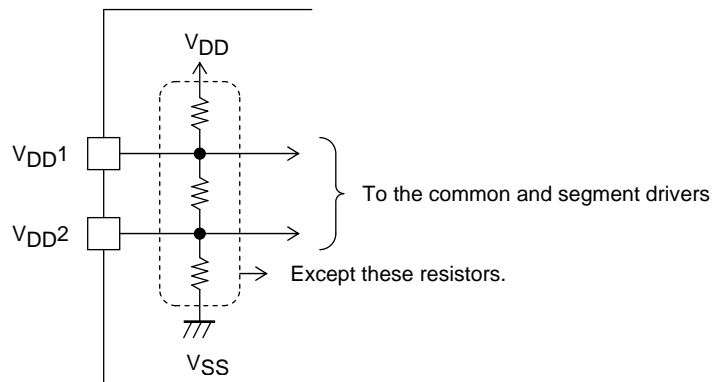 VDD
VDD1
To the common and segment drivers
VDD2
Except these resistors.
VSS